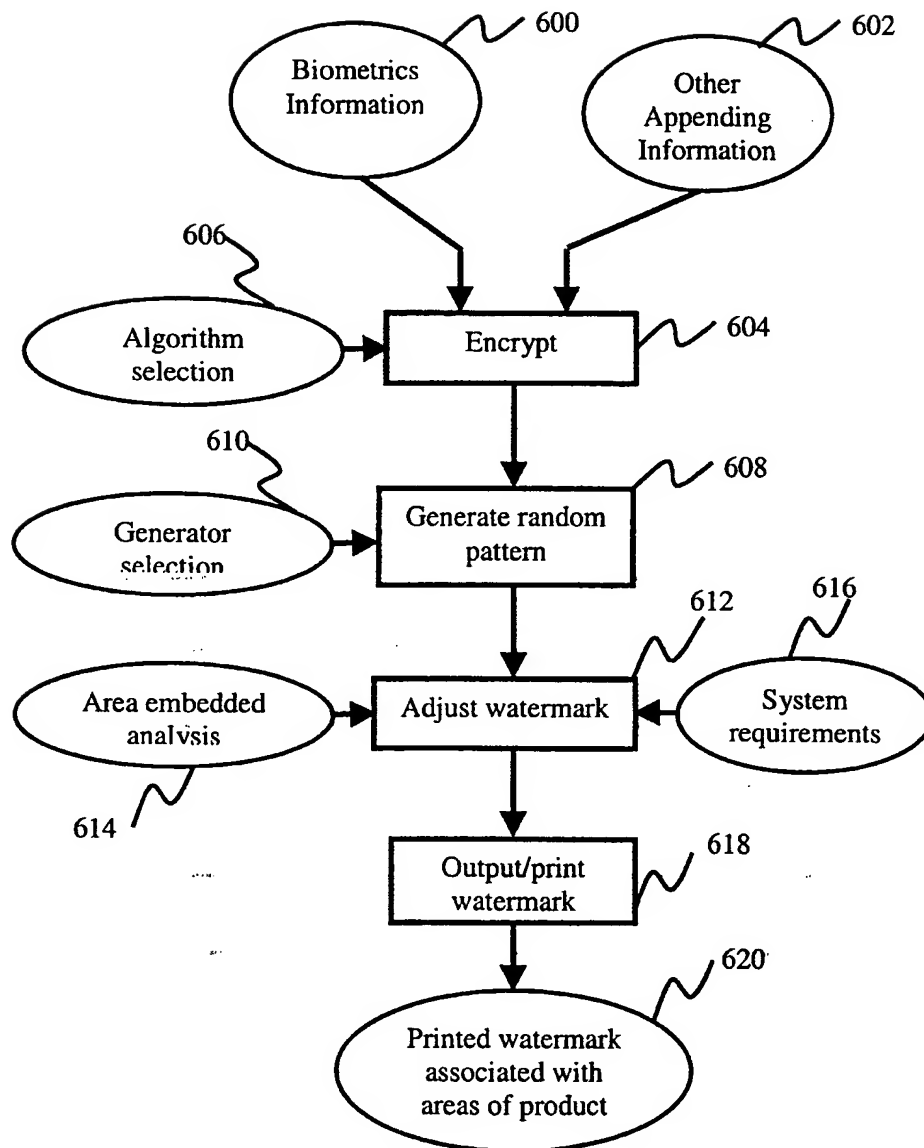 600
602
Biometrics
Information
Other
Appending
Information
606
Algorithm
selection
Encrypt
604
610
608
Generator
selection
Generate random
pattern
612
616
Area embedded
analysis
Adjust watermark
System
requirements
614
618
Output/print
watermark
620
Printed watermark
associated with
areas of product